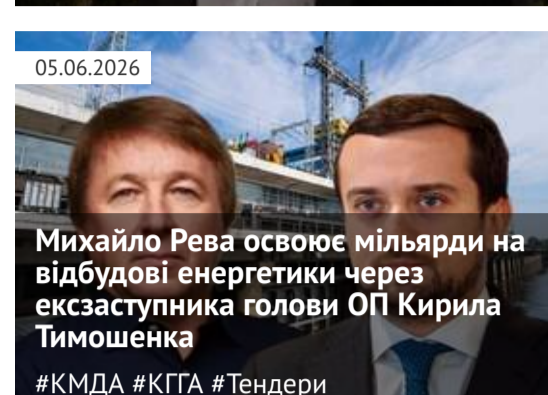 05.06.2026
Михайло Рева освоює мільярди на
відбудові енергетики через
ексзаступника голови ОП Кирила
Тимошенка
#КМДА #КГГА #Тендери